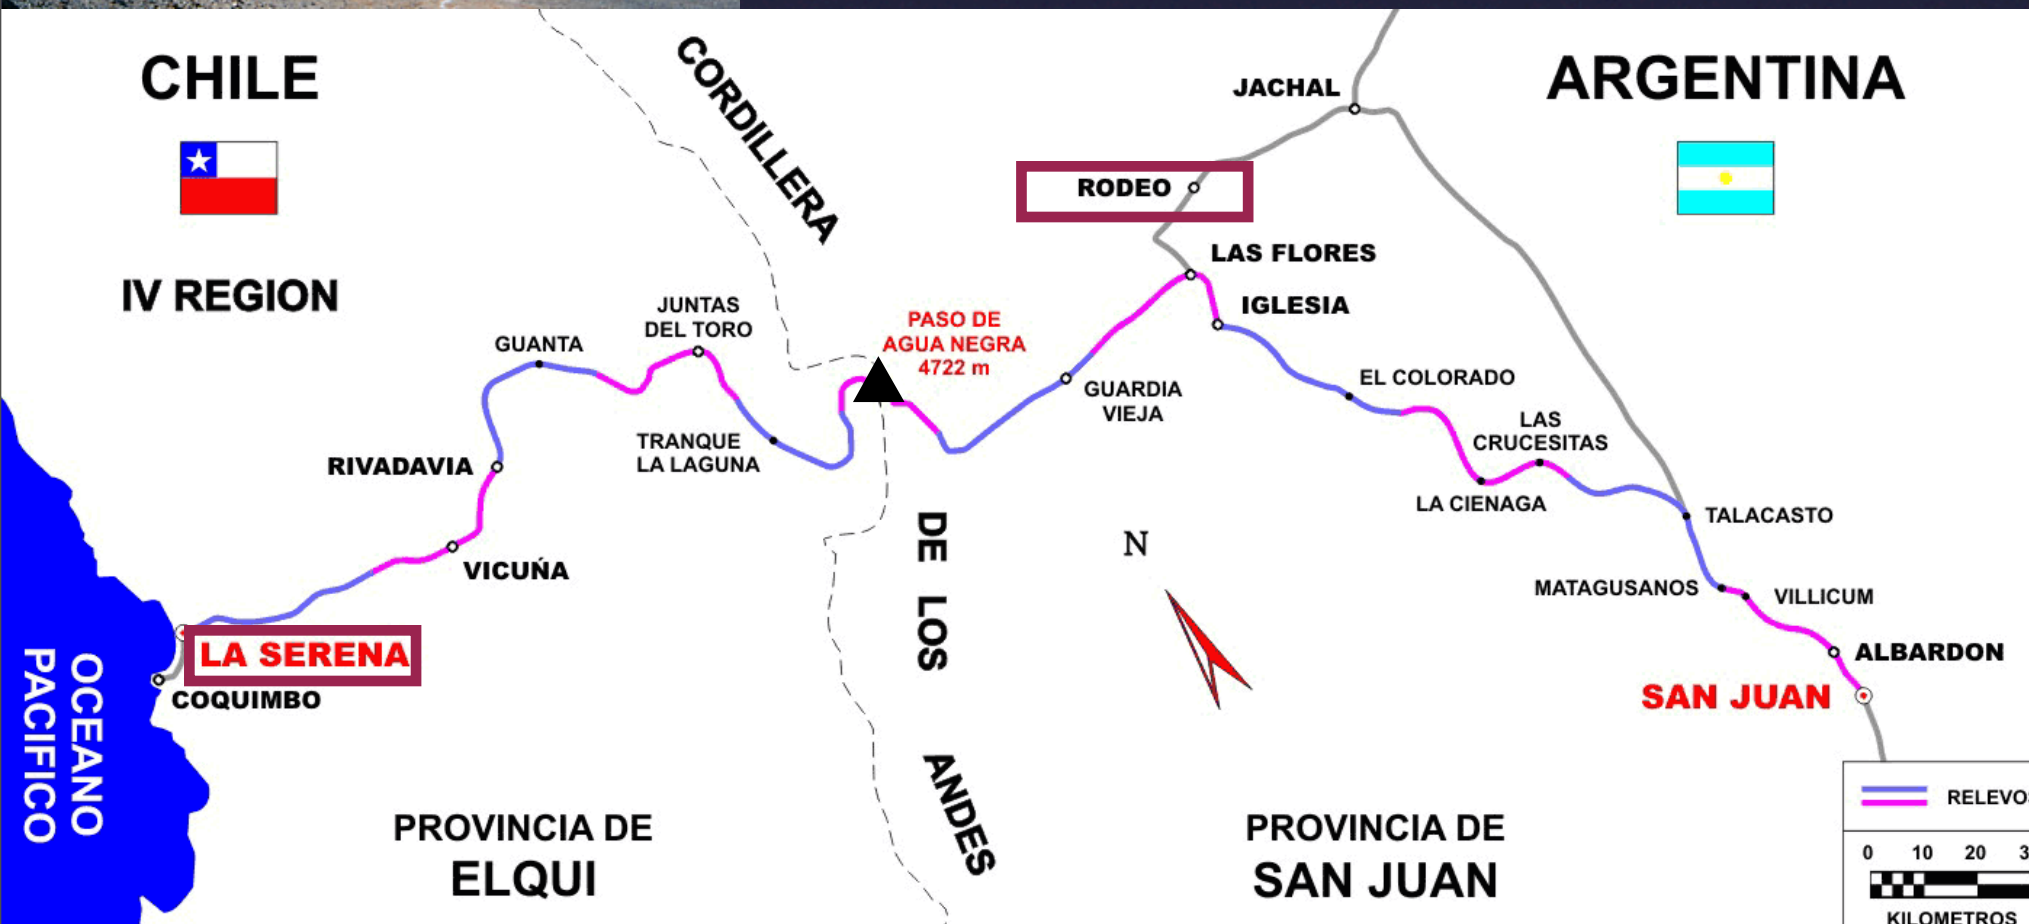 CHILE
IV REGION
CORDILLERA
DE LOS
ANDES
ARGENTINA
JACHAL
RODEO
LAS FLORES
IGLESIA
PASO DE
AGUA NEGRA
4722 m
JUNTAS
DEL TORO
GUANTA
GUARDIA
VIEJA
EL COLORADO
LAS
CRUCESITAS
TRANQUE
LA LAGUNA
RIVADAVIA
LA CIENAGA
TALACASTO
N
VICUŃA
MATAGUSANOS
VILLICUM
LA SERENA
ALBARDON
COQUIMBO
SAN JUAN
OCEANO
PACIFICO
PROVINCIA DE
ELQUI
PROVINCIA DE
SAN JUAN
RELEVO
0 10 20
KILOMETROS